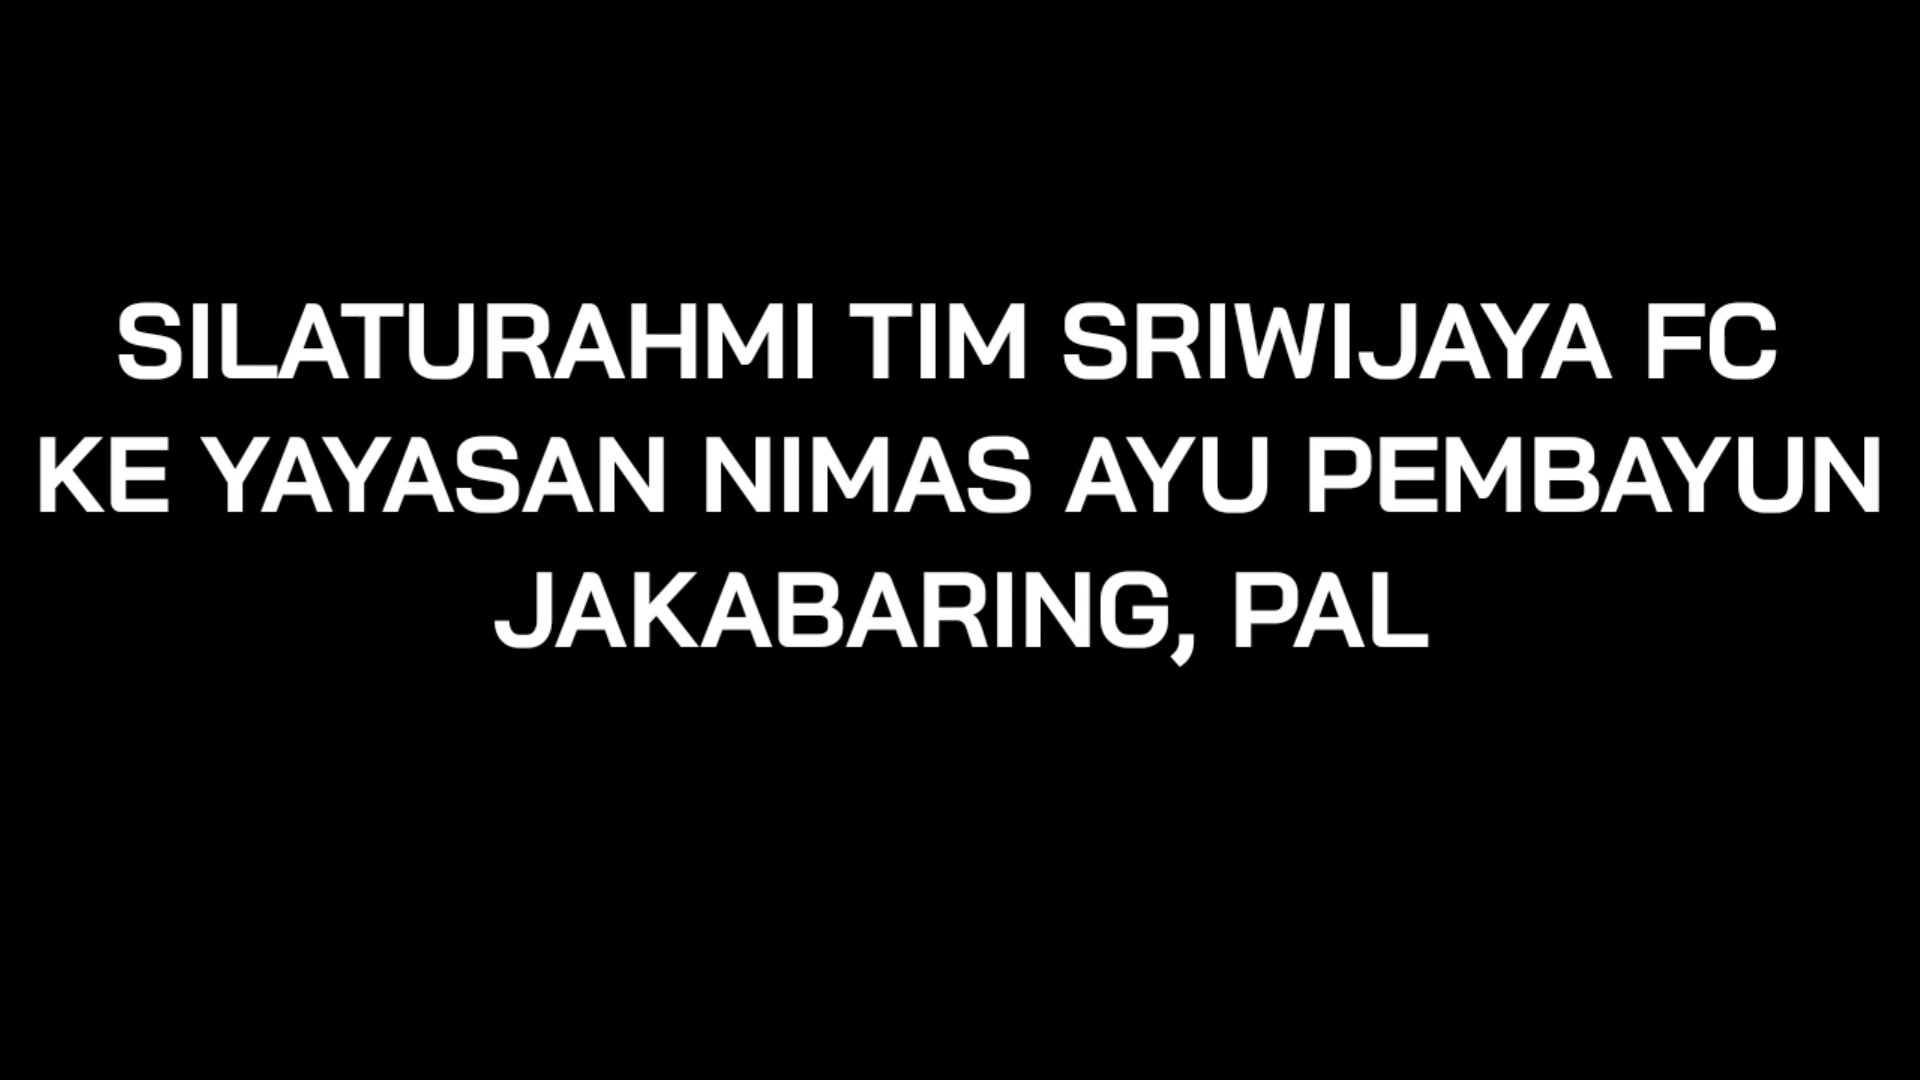 SILATURAHMI TIM SRIWIJAYA FC
KE YAYASAN NIMAS AYU PEMBAYUN
JAKABARING, PAL